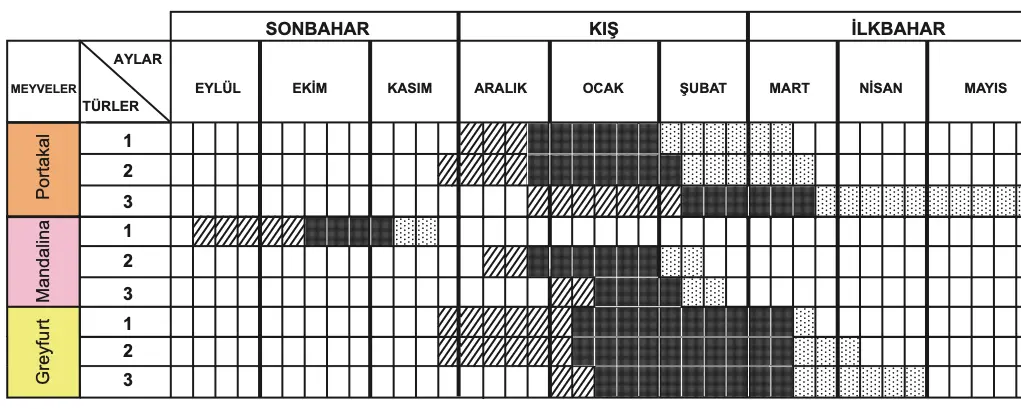 SONBAHAR KIŞ İLKBAHAR
MEYVELER AYLAR TÜRLER EYLÜL EKİM KASIM ARALIK OCAK ŞUBAT MART NİSAN MAYIS
Portakal 1
2
3
Mandalina 1
2
3
Greyfurt 1
2
3